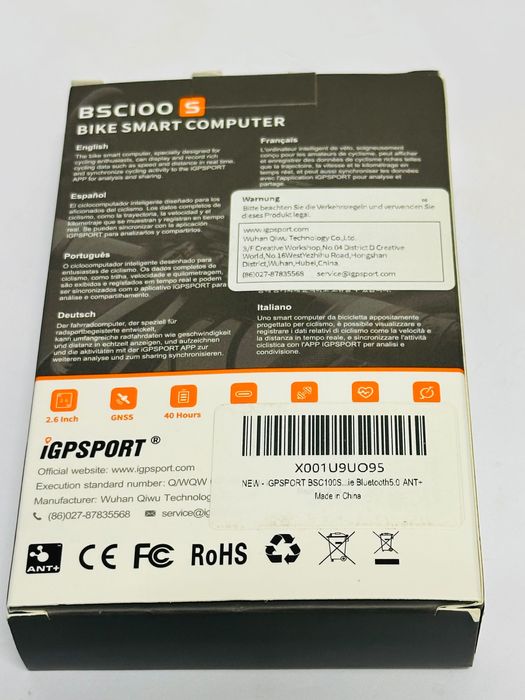 BSC100 S
BIKE SMART COMPUTER
English
The bike smart computer, specially designed for
cycling enthusiasts, can display and record rich
cycling data such as speed and distance in real time,
and synchronize cycling activity to the iGPSPORT
APP for analysis and sharing.
Español
El ciclocomputador inteligente diseñado para los
aficionados del ciclismo. Los datos completos de
ciclismo, como la trayectoria, la velocidad y el
kilometraje que se muestran y registran en tiempo
real. Se pueden sincronizar con la aplicación
iGPSPORT para analizarlos y compartirlos.
Português
O ciclocomputador inteligente desenhado para
entusiastas de ciclismo. Os dados completos de
ciclismo, como trilha, velocidade e quilometragem,
são exibidos e registrados em tempo real e podem
ser sincronizados com o aplicativo iGPSPORT para
análise e compartilhamento.
Deutsch
Der fahrradcomputer, der speziell für
radsportbegeisterte entwickelt,
kann umfangreiche radfahrdaten wie geschwindigkeit
und distanz in echtzeit anzeigen, und aufzeichnen
und die aktivitäten mit der iGPSPORT APP zur
weiteren analyse und zum sharing synchronisieren.
Français
L'ordinateur intelligent de vélo, soigneusement
conçu pour les amateurs de cyclisme, peut afficher
et enregistrer des données de cyclisme riches telles
que la trajectoire, la vitesse et le kilométrage en
temps réel, et peut aussi synchroniser les données
avec l'application iGPSPORT pour analyse et
partage.
Warnung
Bitte beachten Sie die Verkehrsregeln und verwenden Sie
dieses Produkt legal.
www.igpsport.com
Wuhan Qiwu Technology Co.,Ltd.
3/F Creative Workshop,No.04 District D Creative
World,No.16WestYezhihu Road,Hongshan
District,Wuhan,Hubei,China.
(86)027-87835568 service@igpsport.com
Italiano
Uno smart computer da bicicletta appositamente
progettato per ciclismo, è possibile visualizzare e
registrare i dati relativi di ciclismo come la velocità e
la distanza in tempo reale, e sincronizzare l'attività
ciclistica con l'APP iGPSPORT per analisi e
condivisione.
2.6 Inch
GNSS
40 Hours
iGPSPORT ®
Official website: www.igpsport.com
Execution standard number: Q/WQW
Manufacturer: Wuhan Qiwu Technolog
(86)027-87835568 service@ig
X001U9UO95
NEW - iGPSPORT BSC100S...le Bluetooth5.0 ANT+
Made in China
ANT+ CE FC RoHS